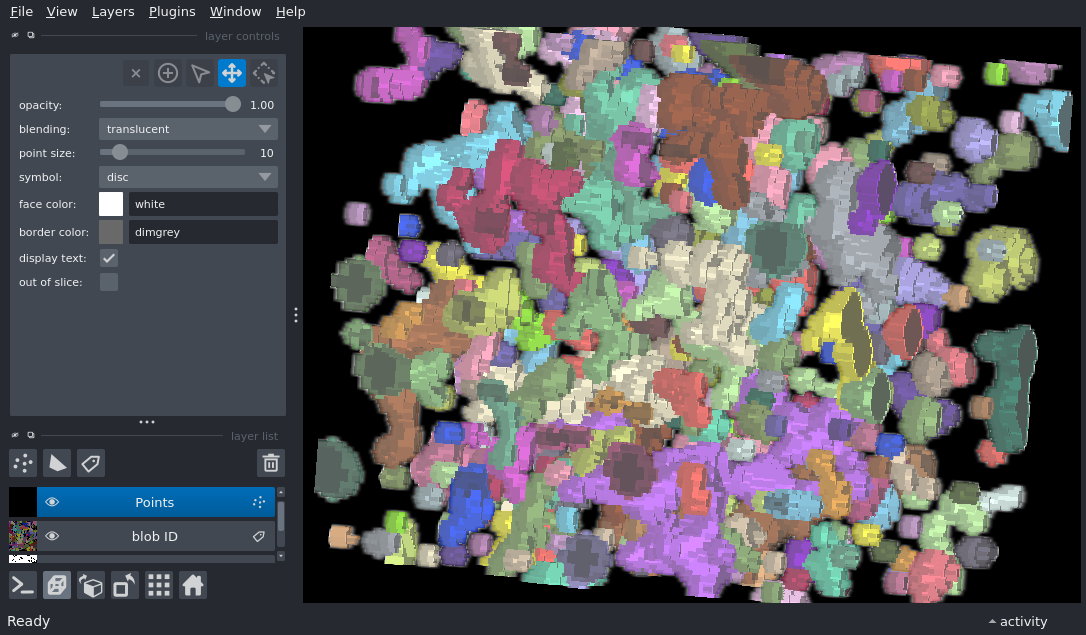 File View Layers Plugins Window Help
layer controls
opacity: 1.00
blending: translucent
point size: 10
symbol: disc
face color: white
border color: dimgrey
display text:
out of slice:
layer list
Points
blob ID
Ready
activity